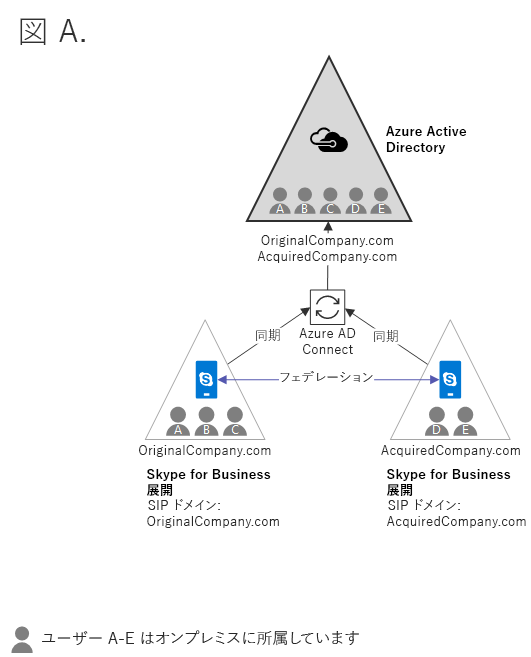 図 A.
Azure Active
Directory
A B C D E
OriginalCompany.com
AcquiredCompany.com
同期
Azure AD
Connect
同期
フェデレーション
A B C
D E
OriginalCompany.com
AcquiredCompany.com
Skype for Business
展開
SIP ドメイン:
OriginalCompany.com
Skype for Business
展開
SIP ドメイン:
AcquiredCompany.com
ユーザー A-E はオンプレミスに所属しています